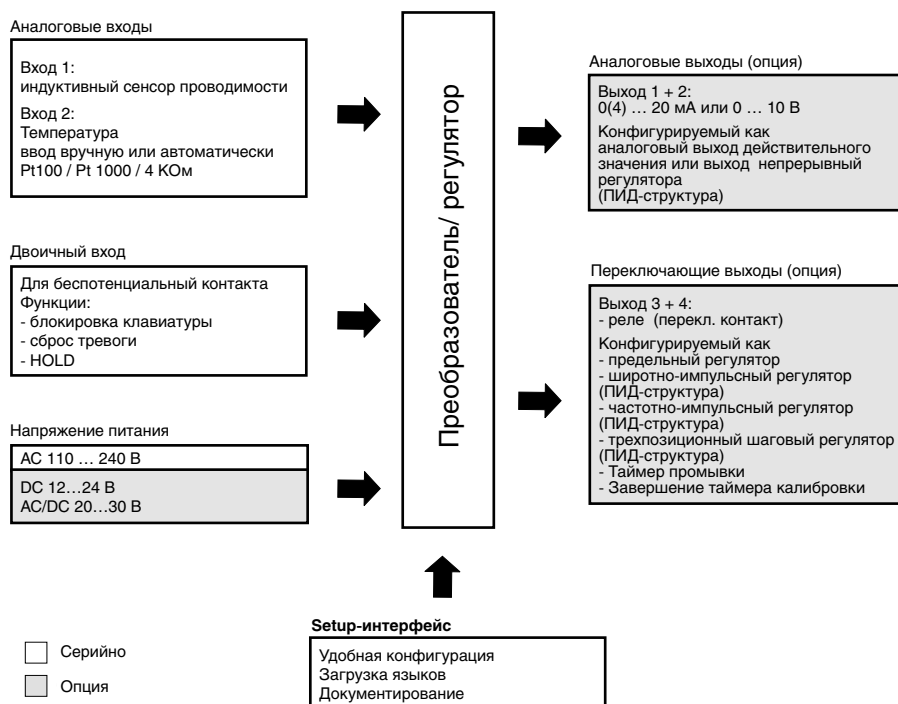 Аналоговые входы
Вход 1:
индуктивный сенсор проводимости
Вход 2:
Температура
ввод вручную или автоматически
Pt100 / Pt 1000 / 4 КОм
Двоичный вход
Для беспотенциальный контакта
Функции:
- блокировка клавиатуры
- сброс тревоги
- HOLD
Напряжение питания
AC 110 … 240 В
DC 12…24 В
AC/DC 20…30 В
Преобразователь/ регулятор
Аналоговые выходы (опция)
Выход 1 + 2:
0(4) … 20 мА или 0 … 10 В
Конфигурируемый как
аналоговый выход действительного
значения или выход непрерывный
регулятора
(ПИД-структура)
Переключающие выходы (опция)
Выход 3 + 4:
- реле (перекл. контакт)
Конфигурируемый как
- предельный регулятор
- широтно-импульсный регулятор
(ПИД-структура)
- частотно-импульсный регулятор
(ПИД-структура)
- трехпозиционный шаговый регулятор
(ПИД-структура)
- Таймер промывки
- Завершение таймера калибровки
Setup-интерфейс
Удобная конфигурация
Загрузка языков
Документирование
Серийно
Опция